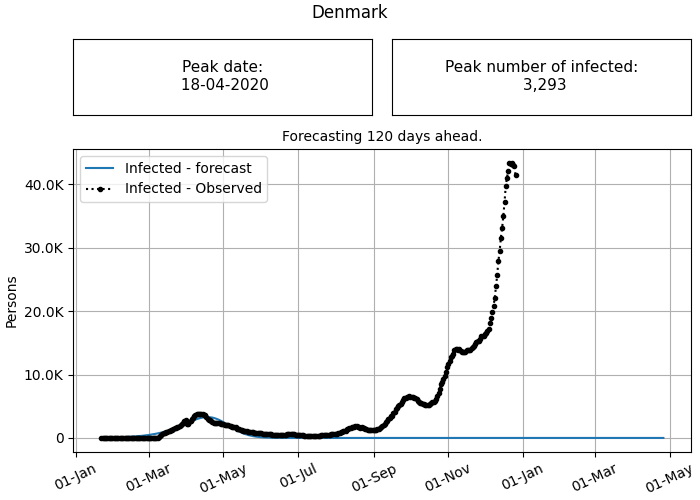 Denmark
Peak date:
18-04-2020
Peak number of infected:
3,293
Forecasting 120 days ahead.
Infected - forecast
Infected - Observed
40.0K
30.0K
20.0K
10.0K
0
Persons
01-Jan
01-Mar
01-May
01-Jul
01-Sep
01-Nov
01-Jan
01-Mar
01-May